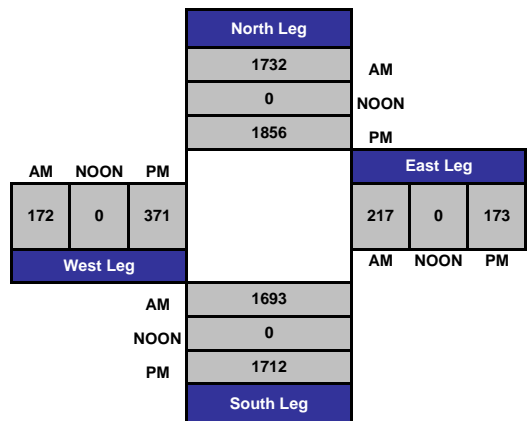 North Leg
1732 AM
0 NOON
1856 PM
AM NOON PM East Leg
172 0 371 217 0 173
West Leg AM NOON PM
AM 1693
NOON 0
PM 1712
South Leg